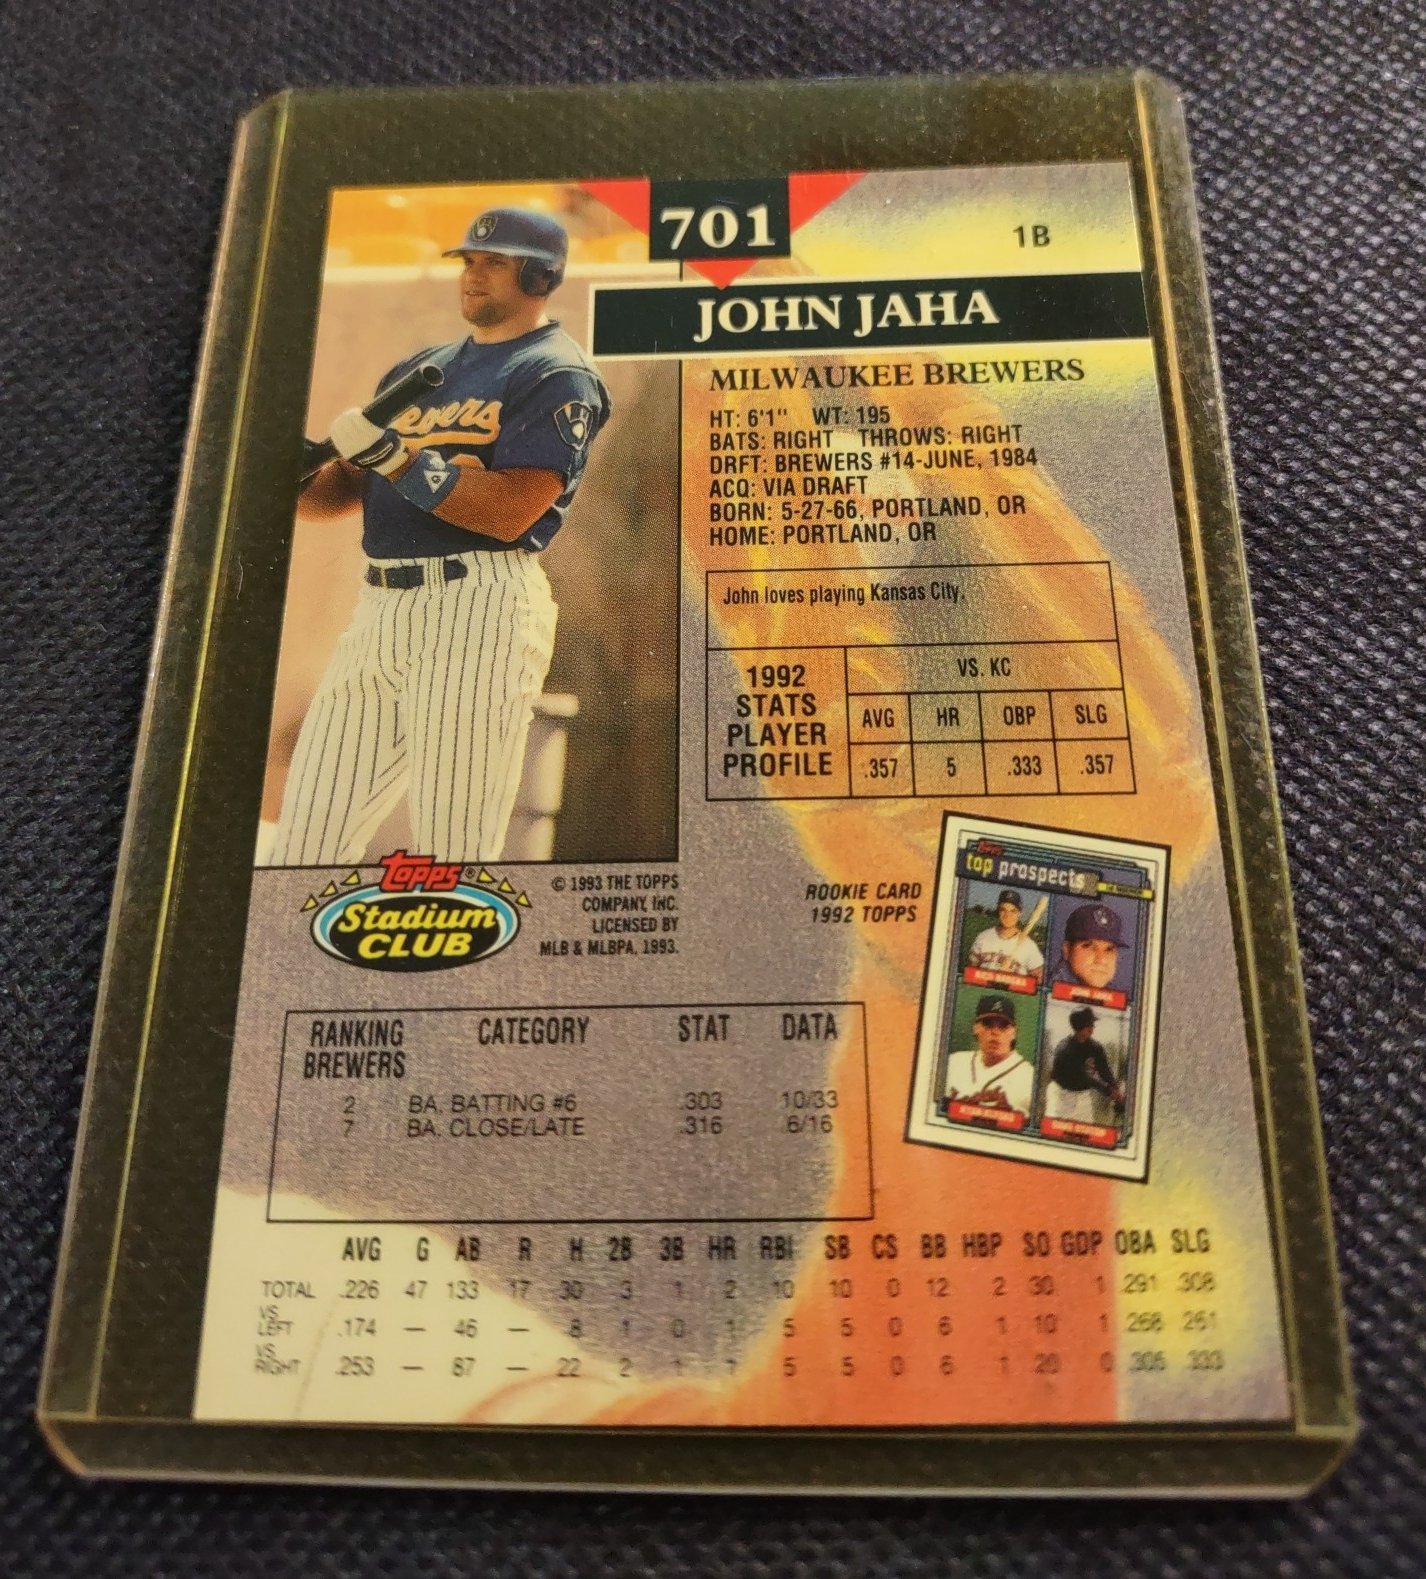 701
1B
JOHN JAHA
MILWAUKEE BREWERS
HT: 6'1" WT: 195
BATS: RIGHT THROWS: RIGHT
DRFT: BREWERS #14-JUNE, 1984
ACQ: VIA DRAFT
BORN: 5-27-66, PORTLAND, OR
HOME: PORTLAND, OR
John loves playing Kansas City.
1992
STATS
PLAYER
PROFILE
VS. KC
AVG HR OBP SLG
.357 5 .333 .357
Topps®
Stadium
CLUB
© 1993 THE TOPPS
COMPANY, INC.
LICENSED BY
MLB & MLBPA, 1993.
ROOKIE CARD
1992 TOPPS
Topps
top prospects
RANKING CATEGORY STAT DATA
BREWERS
2 BA. BATTING #6 .303 10/33
7 BA. CLOSE/LATE .316 6/16
AVG G AB R H 2B 3B HR RBI SB CS BB HBP SO GDP OBA SLG
TOTAL .226 47 133 17 30 3 1 2 10 10 0 12 2 30 1 .291 .308
VS
LEFT .174 — 46 — 8 1 0 1 5 5 0 6 1 10 1 .268 .261
VS
RIGHT .253 — 87 — 22 2 1 1 5 5 0 6 1 20 0 .305 .333